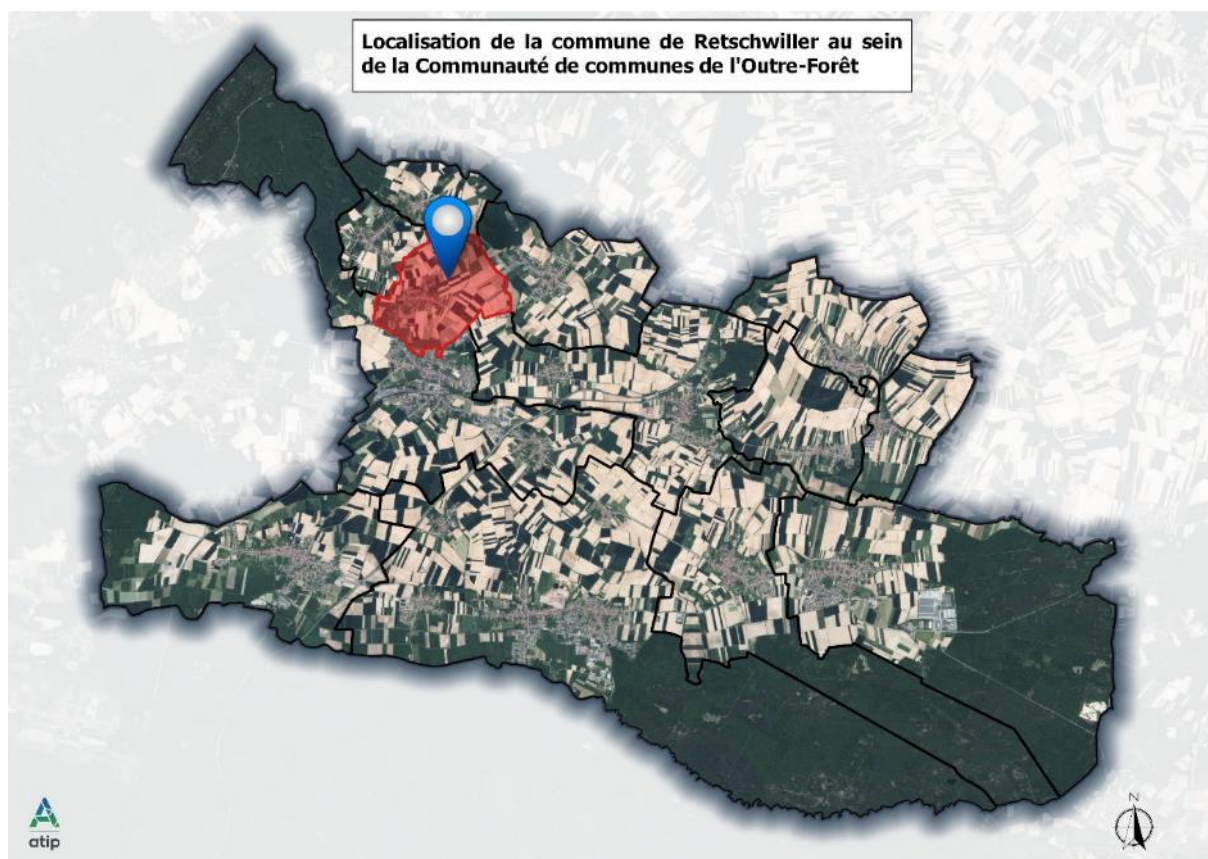 Localisation de la commune de Retschwiller au sein
de la Communauté de communes de l'Outre-Forêt
N
atip